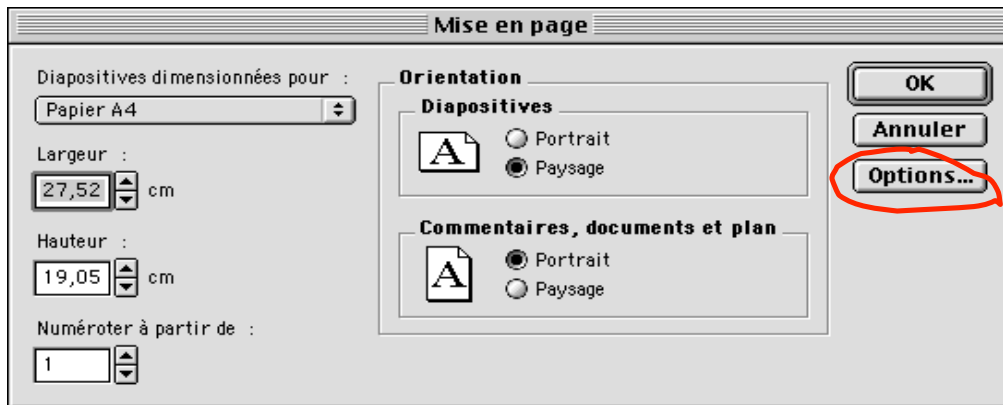 Mise en page
Diapositives dimensionnées pour :
Papier A4
Largeur :
27,52 cm
Hauteur :
19,05 cm
Numéroter à partir de :
1
Orientation
Diapositives
A
Portrait
Paysage
Commentaires, documents et plan
A
Portrait
Paysage
OK
Annuler
Options...